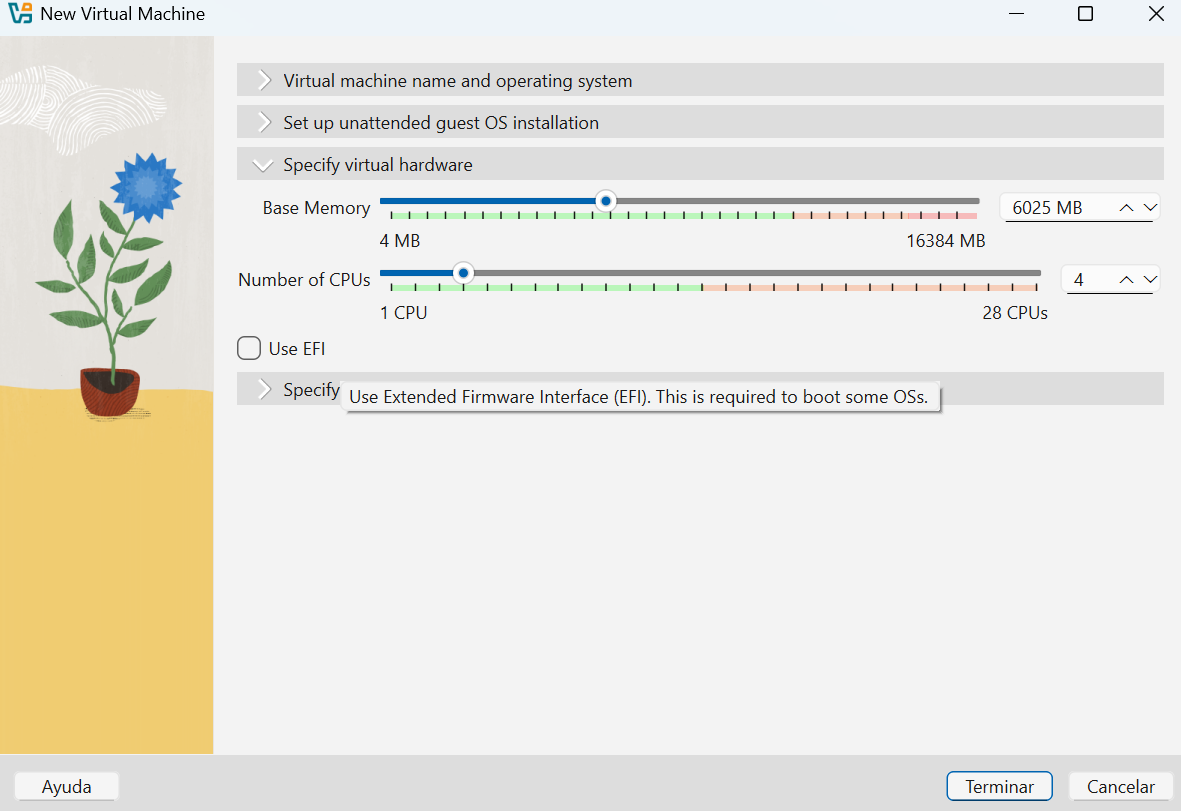 New Virtual Machine
Virtual machine name and operating system
Set up unattended guest OS installation
Specify virtual hardware
Base Memory
6025 MB
4 MB
16384 MB
Number of CPUs
4
1 CPU
28 CPUs
Use EFI
Specify
Use Extended Firmware Interface (EFI). This is required to boot some OSs.
Ayuda
Terminar
Cancelar